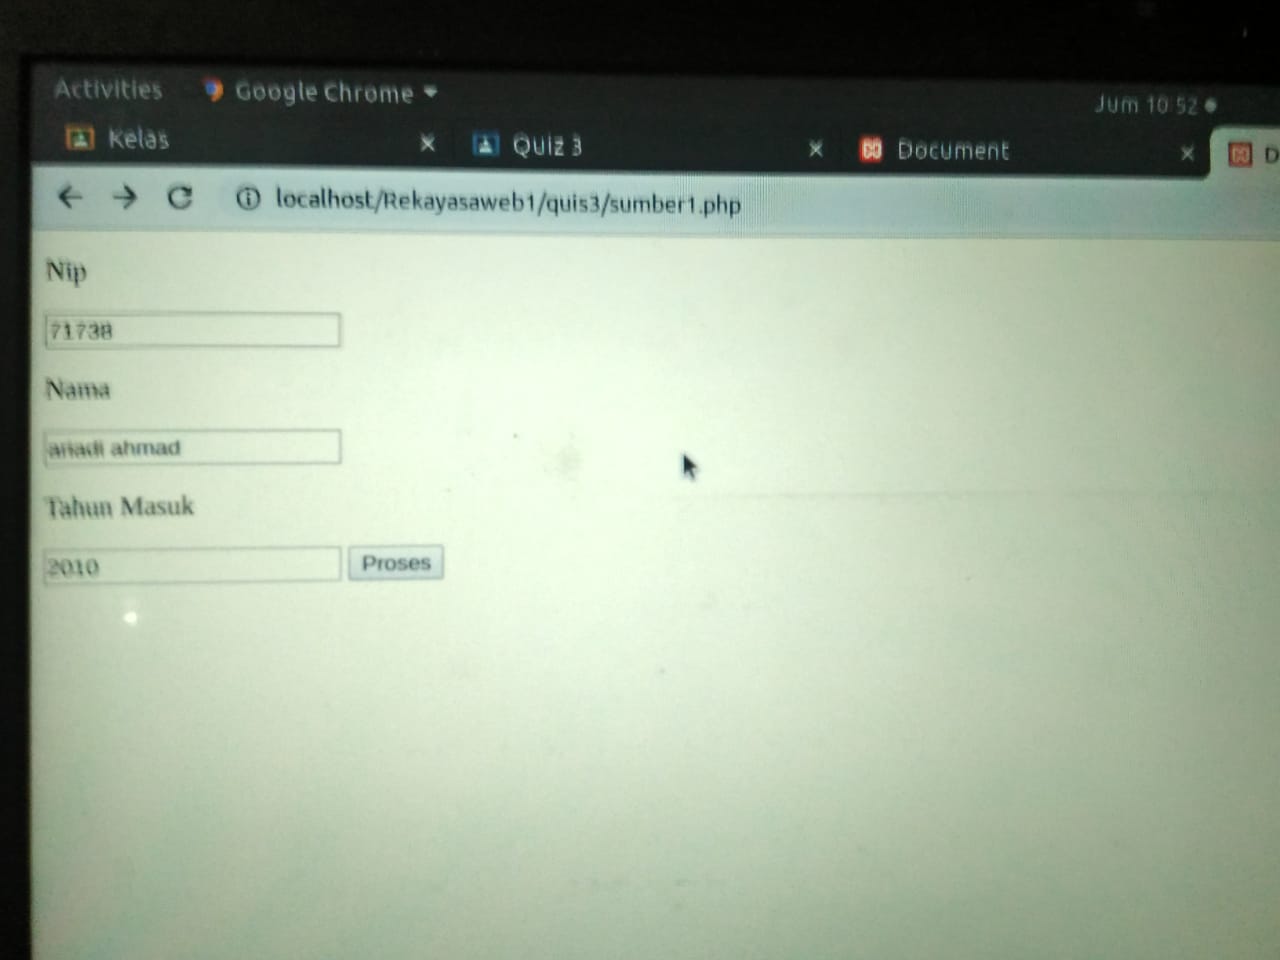 Activities Google Chrome Jum 10:52
Kelas Quiz 3 Document D
localhost/Rekayasaweb1/quis3/sumber1.php
Nip
71738
Nama
ariadi ahmad
Tahun Masuk
2010 Proses